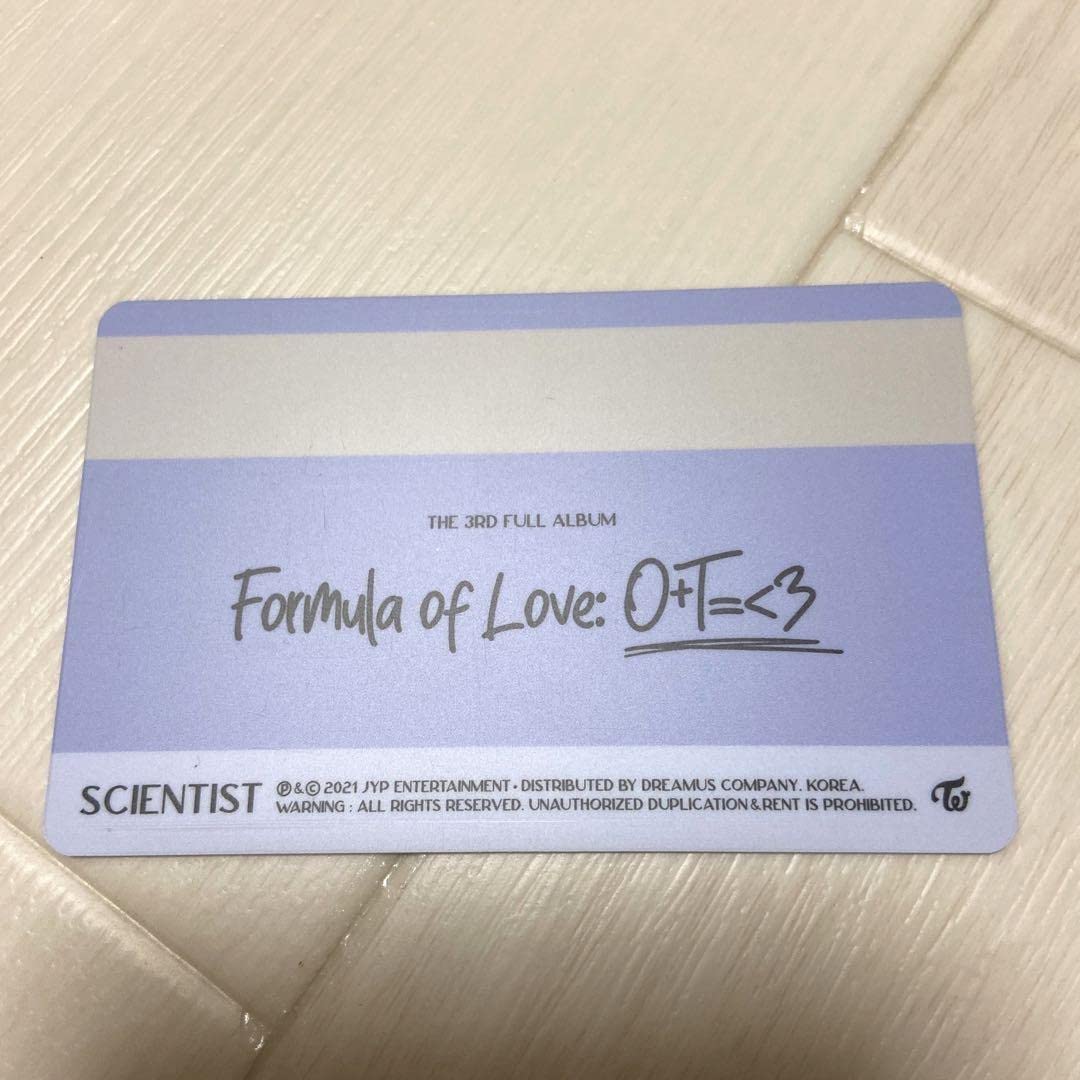 THE 3RD FULL ALBUM
Formula of Love: O+T=<3
SCIENTIST
℗ & © 2021 JYP ENTERTAINMENT • DISTRIBUTED BY DREAMUS COMPANY. KOREA.
WARNING : ALL RIGHTS RESERVED. UNAUTHORIZED DUPLICATION & RENT IS PROHIBITED.
TW